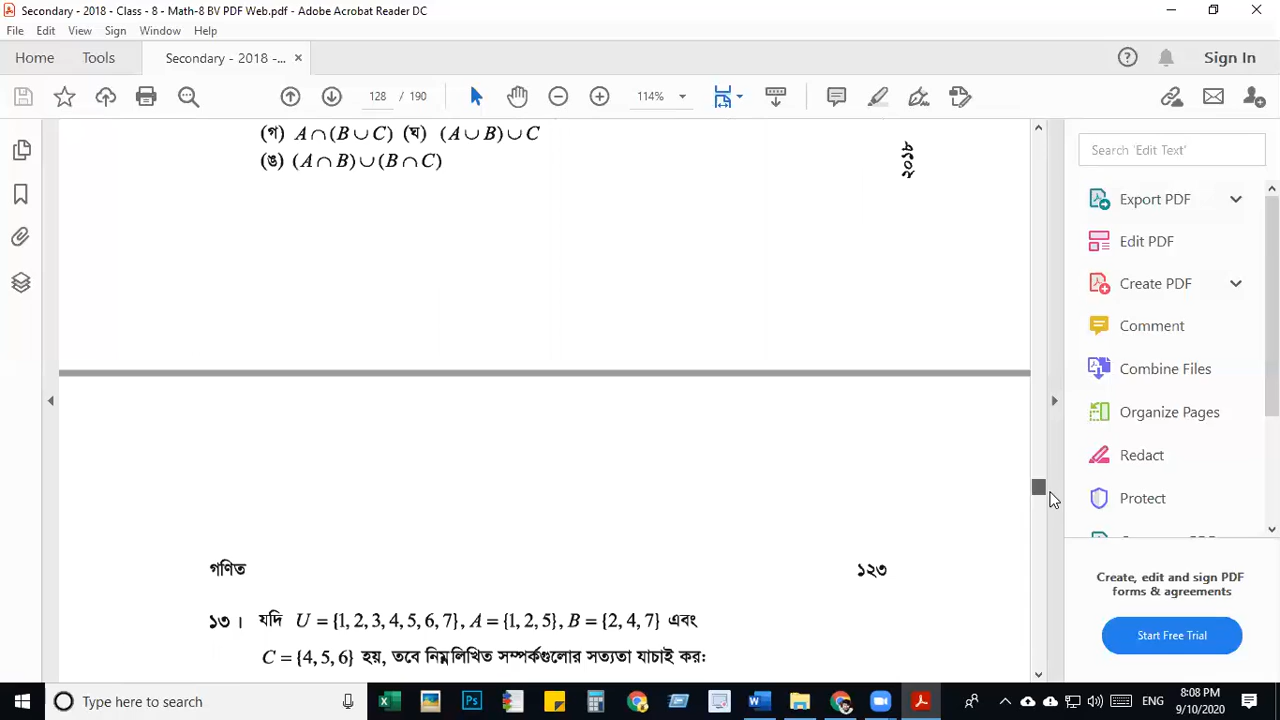 Secondary - 2018 - Class - 8 - Math-8 BV PDF Web.pdf - Adobe Acrobat Reader DC
File Edit View Sign Window Help
Home Tools Secondary - 2018 -... × Sign In
128 / 190 114%
(গ) A∩(B∪C) (ঘ) (A∪B)∪C
(ঙ) (A∩B)∪(B∩C)
২০১৮
গণিত ১২৩
১৩। যদি U = {1, 2, 3, 4, 5, 6, 7}, A = {1, 2, 5}, B = {2, 4, 7} এবং
C = {4, 5, 6} হয়, তবে নিম্নলিখিত সম্পর্কগুলোর সত্যতা যাচাই কর:
Search 'Edit Text'
Export PDF
Edit PDF
Create PDF
Comment
Combine Files
Organize Pages
Redact
Protect
Create, edit and sign PDF
forms & agreements
Start Free Trial
Type here to search
ENG
8:08 PM
9/10/2020